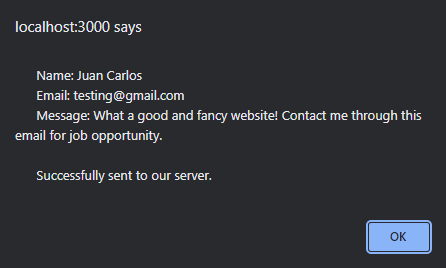 localhost:3000 says
Name: Juan Carlos
Email: testing@gmail.com
Message: What a good and fancy website! Contact me through this
email for job opportunity.
Successfully sent to our server.
OK